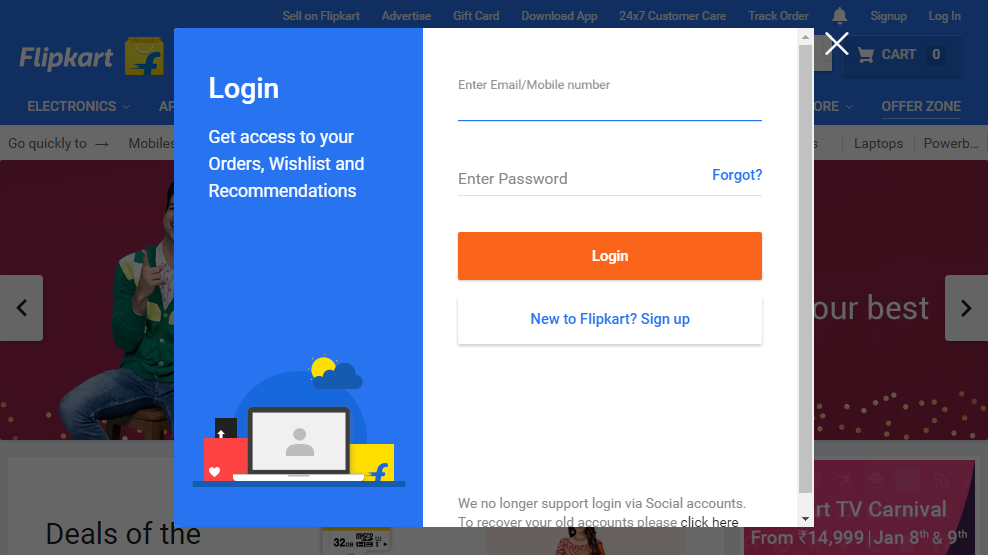 Sell on Flipkart Advertise Gift Card Download App 24x7 Customer Care Track Order Signup Log In
Flipkart
CART 0
ELECTRONICS
OFFER ZONE
Go quickly to → Mobiles
Laptops Powerb...
Login
Get access to your
Orders, Wishlist and
Recommendations
Enter Email/Mobile number
Enter Password Forgot?
Login
New to Flipkart? Sign up
We no longer support login via Social accounts.
To recover your old accounts please click here
our best
Deals of the
32GB
TV Carnival
From ₹14,999 | Jan 8th & 9th